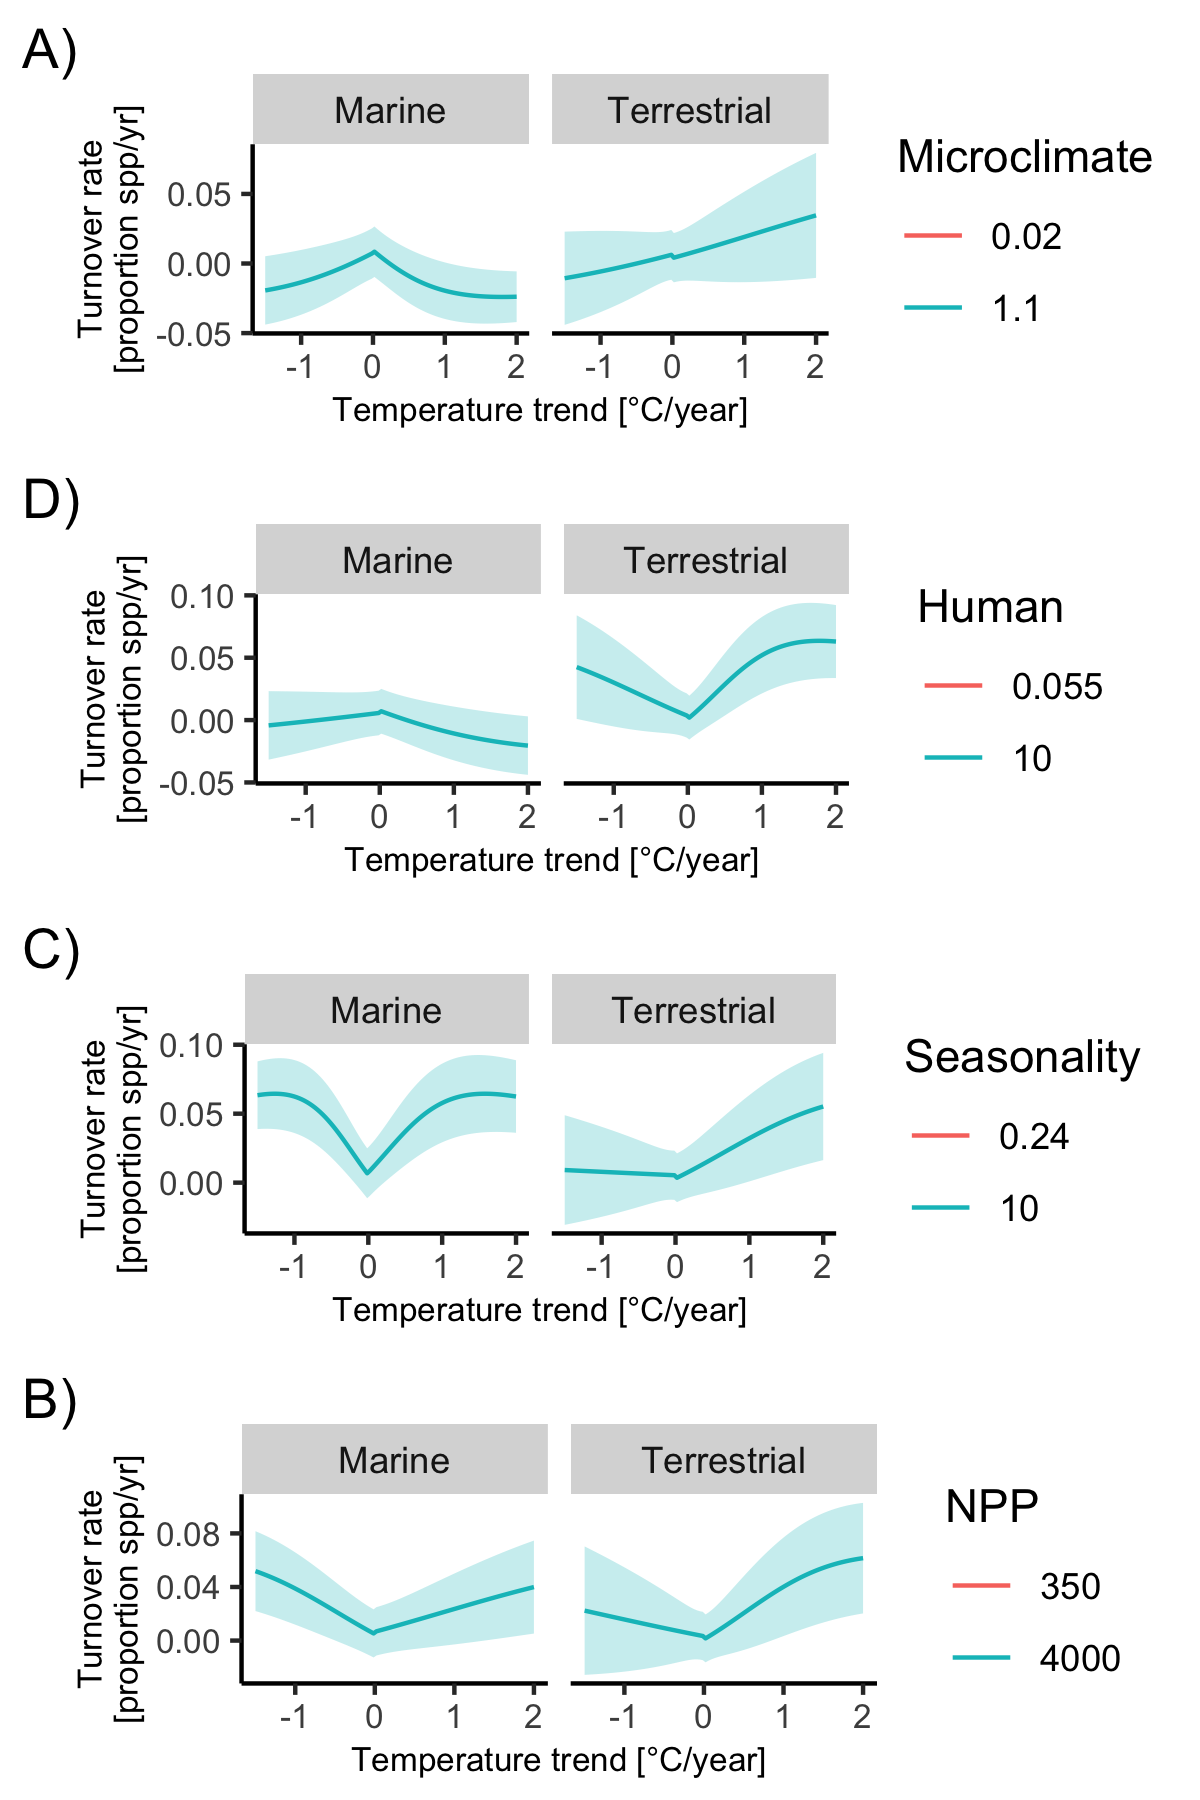 A)
Marine
Terrestrial
Turnover rate
[proportion spp/yr]
0.05
0.00
-0.05
-1 0 1 2
-1 0 1 2
Temperature trend [°C/year]
Microclimate
0.02
1.1
D)
Marine
Terrestrial
Turnover rate
[proportion spp/yr]
0.10
0.05
0.00
-0.05
-1 0 1 2
-1 0 1 2
Temperature trend [°C/year]
Human
0.055
10
C)
Marine
Terrestrial
Turnover rate
[proportion spp/yr]
0.10
0.05
0.00
-1 0 1 2
-1 0 1 2
Temperature trend [°C/year]
Seasonality
0.24
10
B)
Marine
Terrestrial
Turnover rate
[proportion spp/yr]
0.08
0.04
0.00
-1 0 1 2
-1 0 1 2
Temperature trend [°C/year]
NPP
350
4000